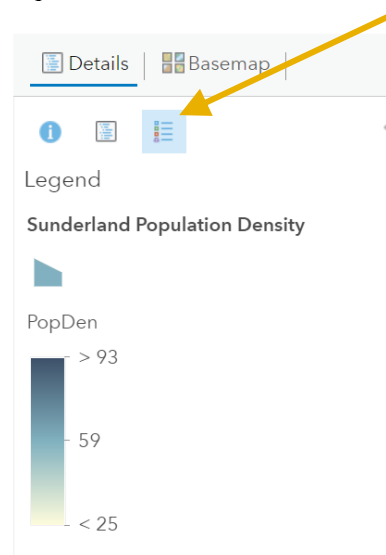 Details | Basemap |
Legend
Sunderland Population Density
PopDen
> 93
59
< 25